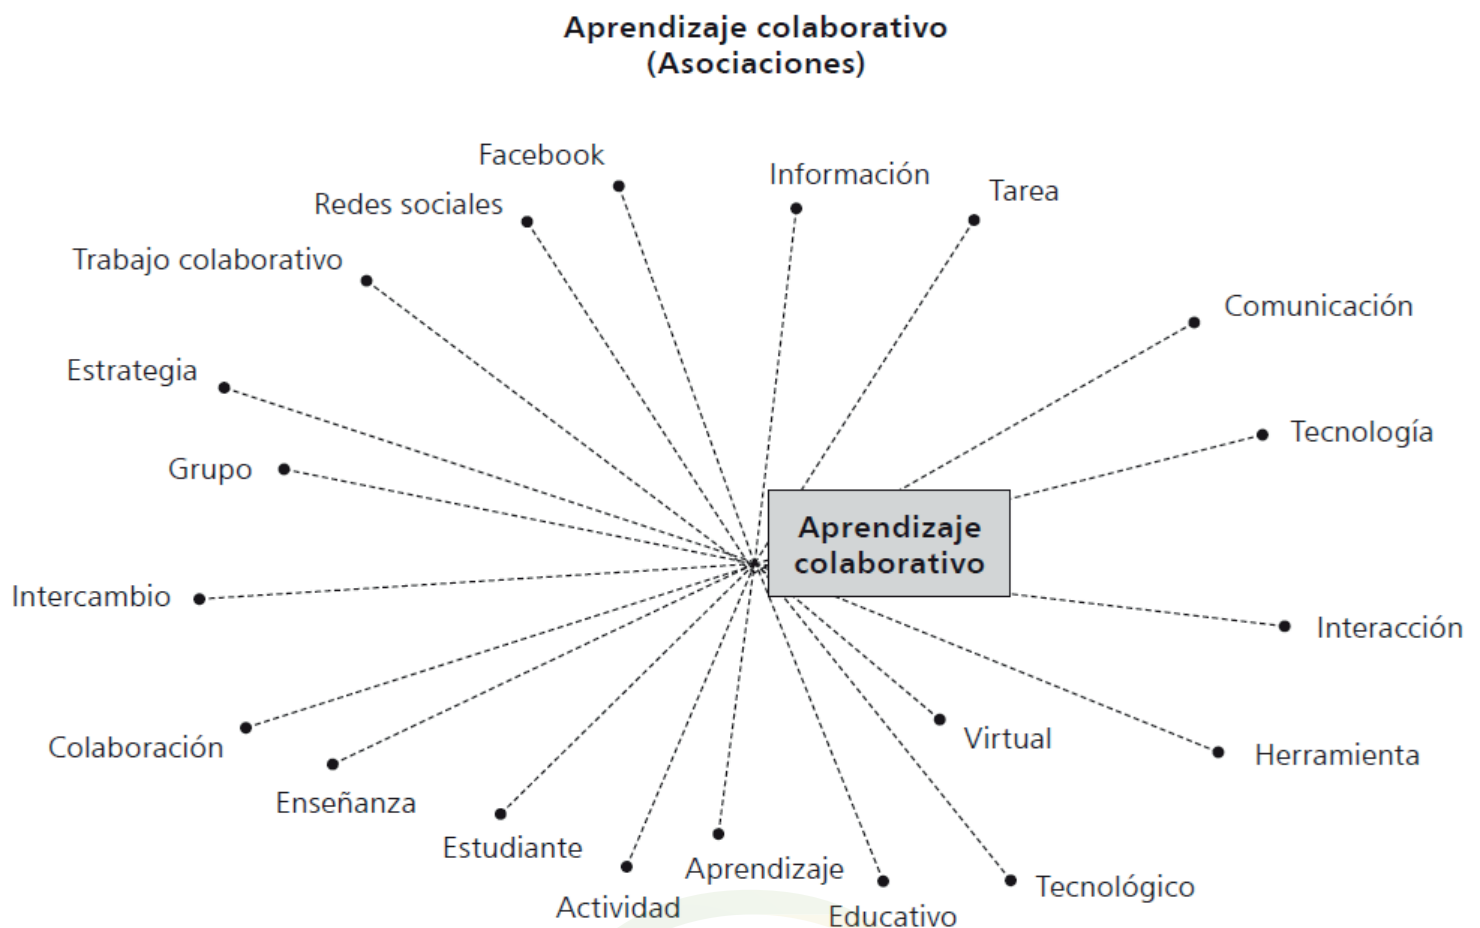 Aprendizaje colaborativo
(Asociaciones)
Facebook
Información
Tarea
Redes sociales
Trabajo colaborativo
Comunicación
Estrategia
Tecnología
Grupo
Aprendizaje
colaborativo
Intercambio
Interacción
Virtual
Colaboración
Herramienta
Enseñanza
Estudiante
Aprendizaje
Tecnológico
Actividad
Educativo